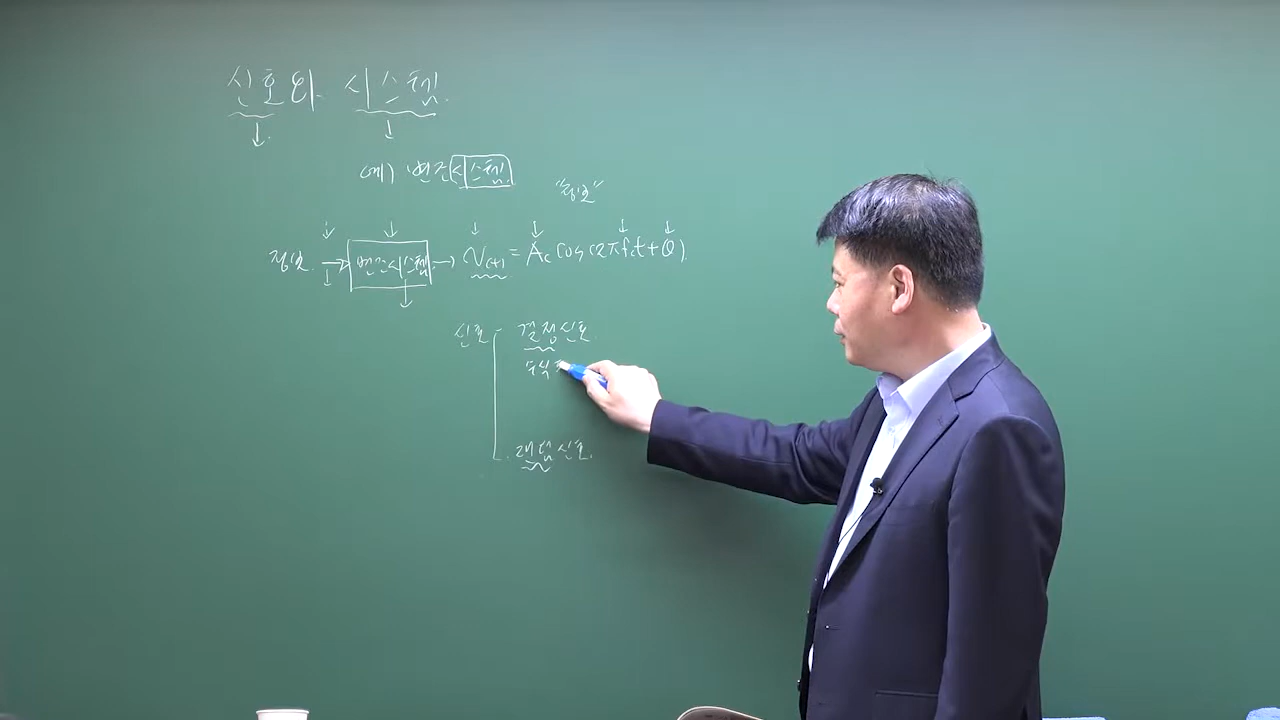 신호와 시스템.
예) 변조시스템
"정보"
정보. → 변조시스템 → v(t) = Ac cos(2πfct+θ).
신호 - 결정신호.
랜덤신호.